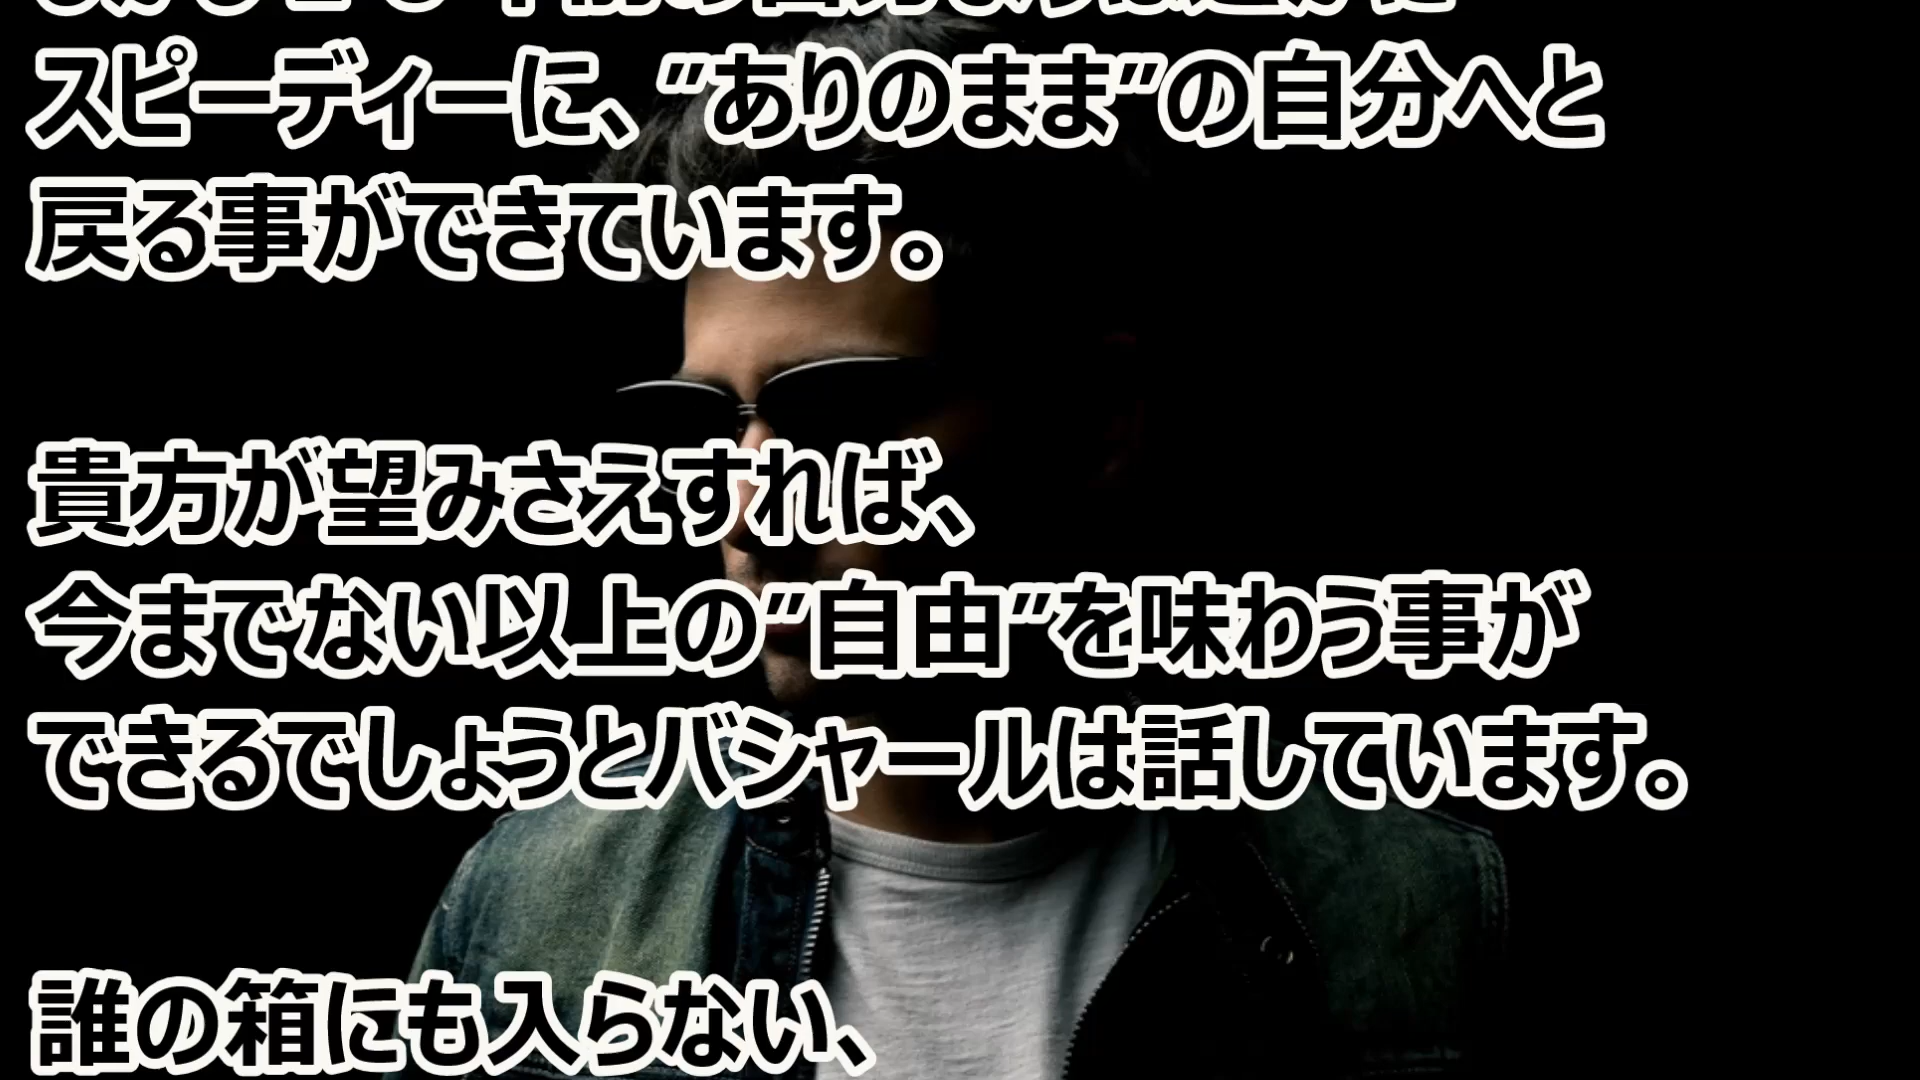 スピーディーに、”ありのまま”の自分へと
戻る事ができています。
貴方が望みさえすれば、
今までない以上の”自由”を味わう事が
できるでしょうとバシャールは話しています。
誰の箱にも入らない、